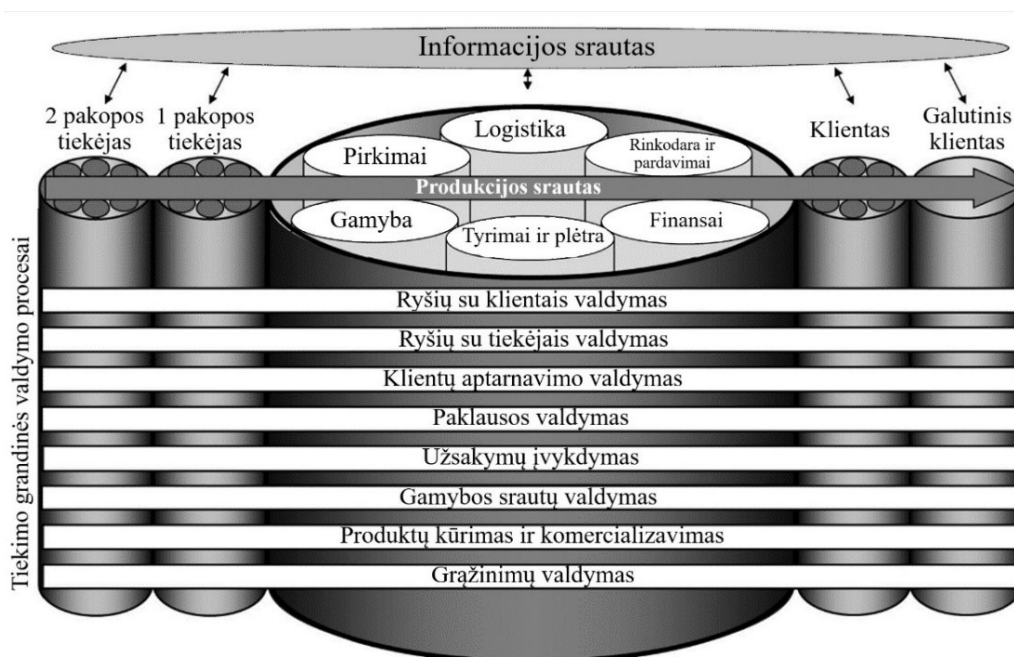 Informacijos srautas
2 pakopos
tiekėjas
1 pakopos
tiekėjas
Klientas
Galutinis
klientas
Logistika
Pirkimai
Rinkodara ir
pardavimai
Produkcijos srautas
Gamyba
Tyrimai ir plėtra
Finansai
Tiekimo grandinės valdymo procesai
Ryšių su klientais valdymas
Ryšių su tiekėjais valdymas
Klientų aptarnavimo valdymas
Paklausos valdymas
Užsakymų įvykdymas
Gamybos srautų valdymas
Produktų kūrimas ir komercializavimas
Grąžinimų valdymas